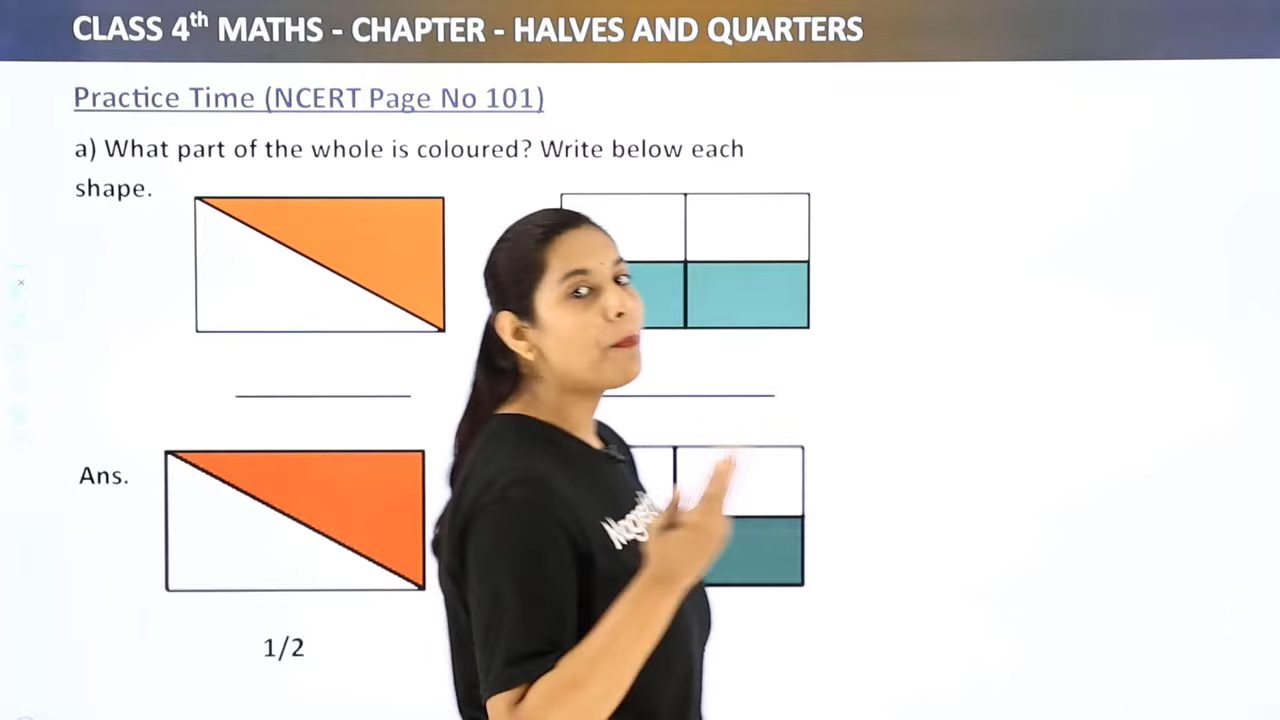 CLASS 4th MATHS - CHAPTER - HALVES AND QUARTERS
Practice Time (NCERT Page No 101)
a) What part of the whole is coloured? Write below each
shape.
Ans.
1/2